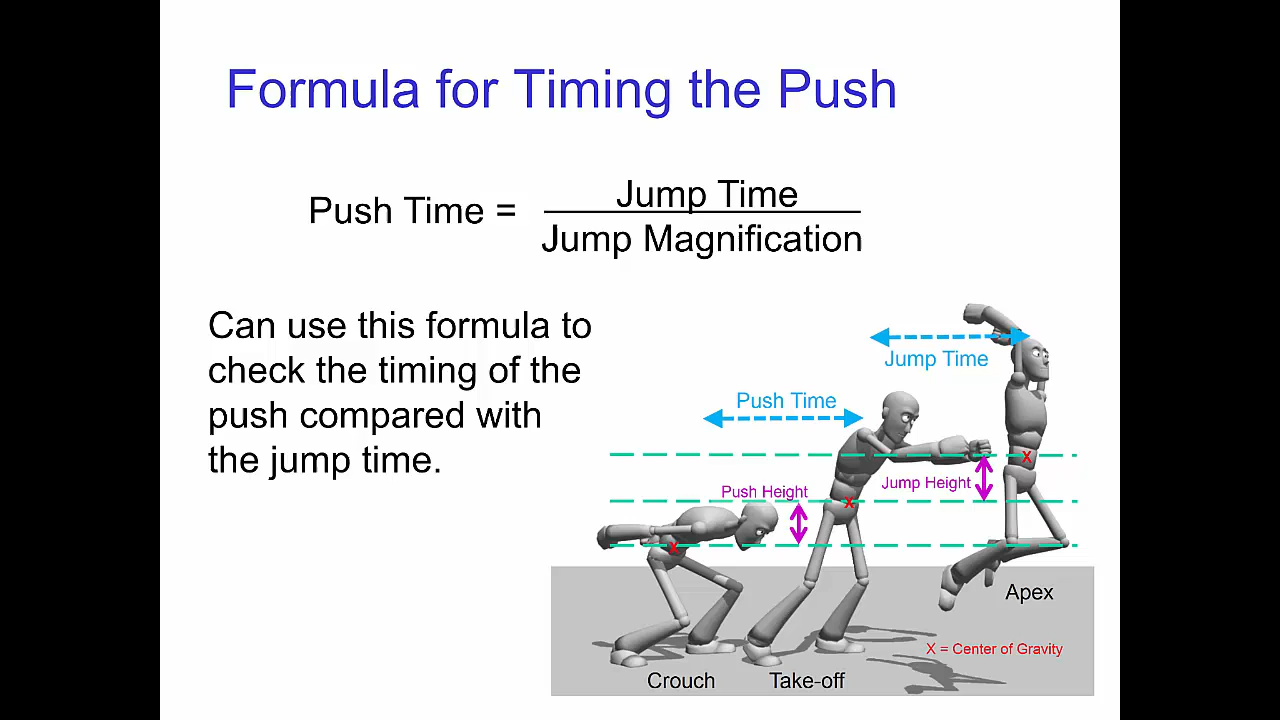 Formula for Timing the Push
Push Time =
Jump Time
Jump Magnification
Can use this formula to
check the timing of the
push compared with
the jump time.
Jump Time
Push Time
Jump Height
Push Height
X
X
X
Apex
X = Center of Gravity
Crouch
Take-off